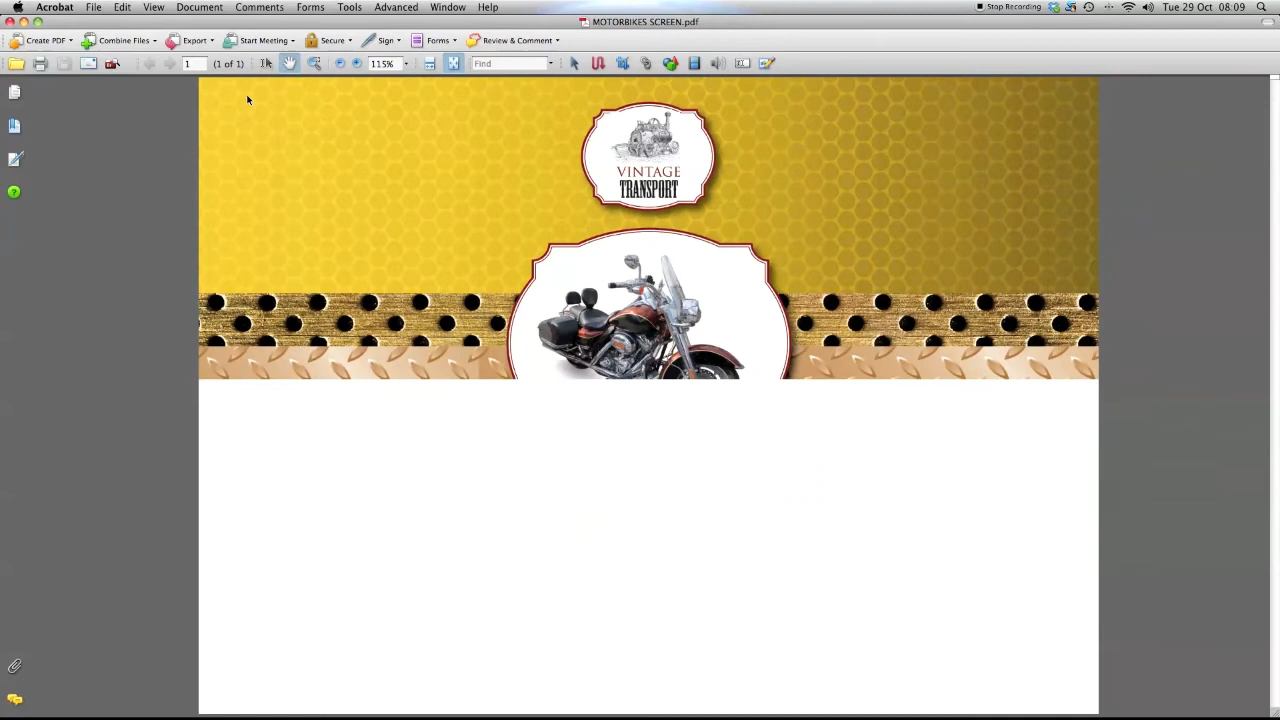 Acrobat File Edit View Document Comments Forms Tools Advanced Window Help Stop Recording Tue 29 Oct 08:09
MOTORBIKES SCREEN.pdf
Create PDF Combine Files Export Start Meeting Secure Sign Forms Review & Comment
1 (1 of 1) 115% Find
VINTAGE
TRANSPORT